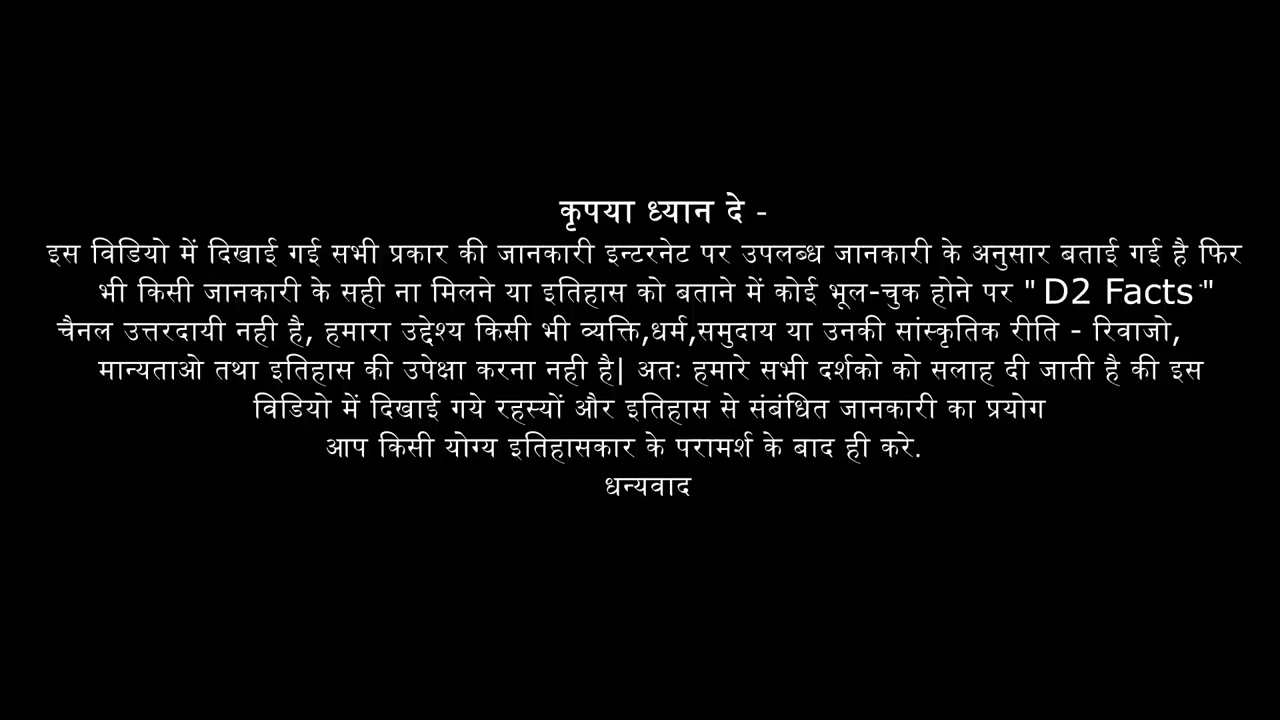 कृपया ध्यान दे -
इस विडियो में दिखाई गई सभी प्रकार की जानकारी इन्टरनेट पर उपलब्ध जानकारी के अनुसार बताई गई है फिर
भी किसी जानकारी के सही ना मिलने या इतिहास को बताने में कोई भूल-चुक होने पर " D2 Facts "
चैनल उत्तरदायी नही है, हमारा उद्देश्य किसी भी व्यक्ति,धर्म,समुदाय या उनकी सांस्कृतिक रीति - रिवाजो,
मान्यताओ तथा इतिहास की उपेक्षा करना नही है| अतः हमारे सभी दर्शको को सलाह दी जाती है की इस
विडियो में दिखाई गये रहस्यों और इतिहास से संबंधित जानकारी का प्रयोग
आप किसी योग्य इतिहासकार के परामर्श के बाद ही करे.
धन्यवाद